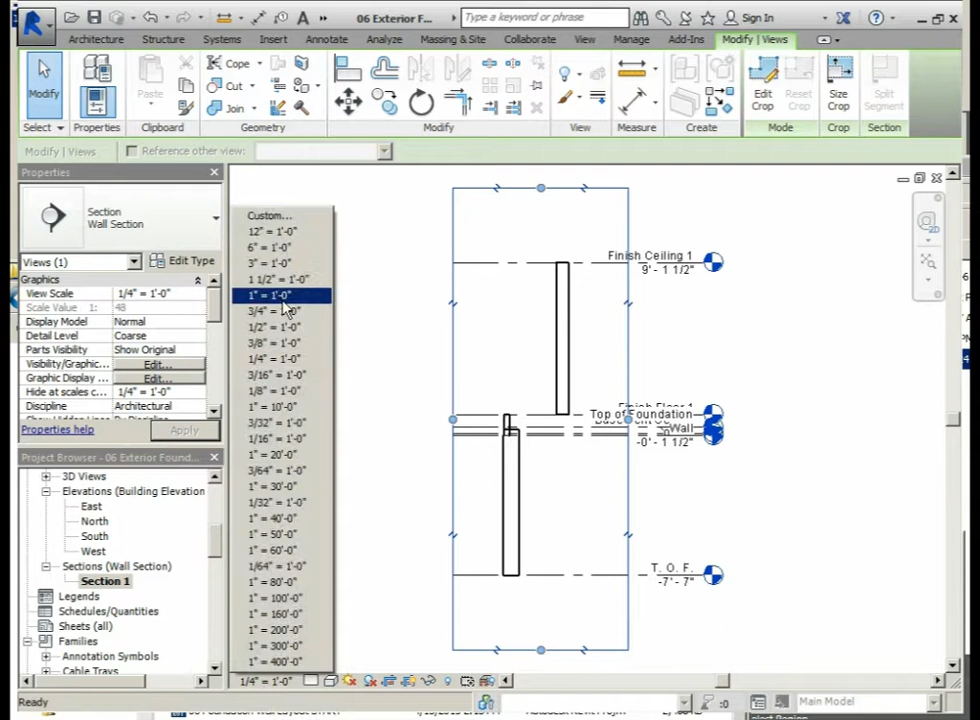 06 Exterior F...
Type a keyword or phrase
Sign In
Architecture Structure Systems Insert Annotate Analyze Massing & Site Collaborate View Manage Add-Ins Modify | Views
Modify
Properties
Paste
Cope
Cut
Join
Edit Crop
Reset Crop
Size Crop
Split Segment
Select Properties Clipboard Geometry Modify View Measure Create Mode Crop Section
Modify | Views
Reference other view:
Properties
Section
Wall Section
Views (1)
Edit Type
Graphics
View Scale 1/4" = 1'-0"
Scale Value 1: 48
Display Model Normal
Detail Level Coarse
Parts Visibility Show Original
Visibility/Graphic... Edit...
Graphic Display ... Edit...
Hide at scales c... 1/4" = 1'-0"
Discipline Architectural
Properties help
Apply
Project Browser - 06 Exterior Found...
3D Views
Elevations (Building Elevation
East
North
South
West
Sections (Wall Section)
Section 1
Legends
Schedules/Quantities
Sheets (all)
Families
Annotation Symbols
Cable Trays
Custom...
12" = 1'-0"
6" = 1'-0"
3" = 1'-0"
1 1/2" = 1'-0"
1" = 1'-0"
3/4" = 1'-0"
1/2" = 1'-0"
3/8" = 1'-0"
1/4" = 1'-0"
3/16" = 1'-0"
1/8" = 1'-0"
1" = 10'-0"
3/32" = 1'-0"
1/16" = 1'-0"
1" = 20'-0"
3/64" = 1'-0"
1" = 30'-0"
1/32" = 1'-0"
1" = 40'-0"
1" = 50'-0"
1" = 60'-0"
1/64" = 1'-0"
1" = 80'-0"
1" = 100'-0"
1" = 160'-0"
1" = 200'-0"
1" = 300'-0"
1" = 400'-0"
1/4" = 1'-0"
Finish Ceiling 1
9' - 1 1/2"
Finish Floor 1
Top of Foundation
Wall
-0' - 1 1/2"
T. O. F.
-7' - 7"
Ready
:0
Main Model